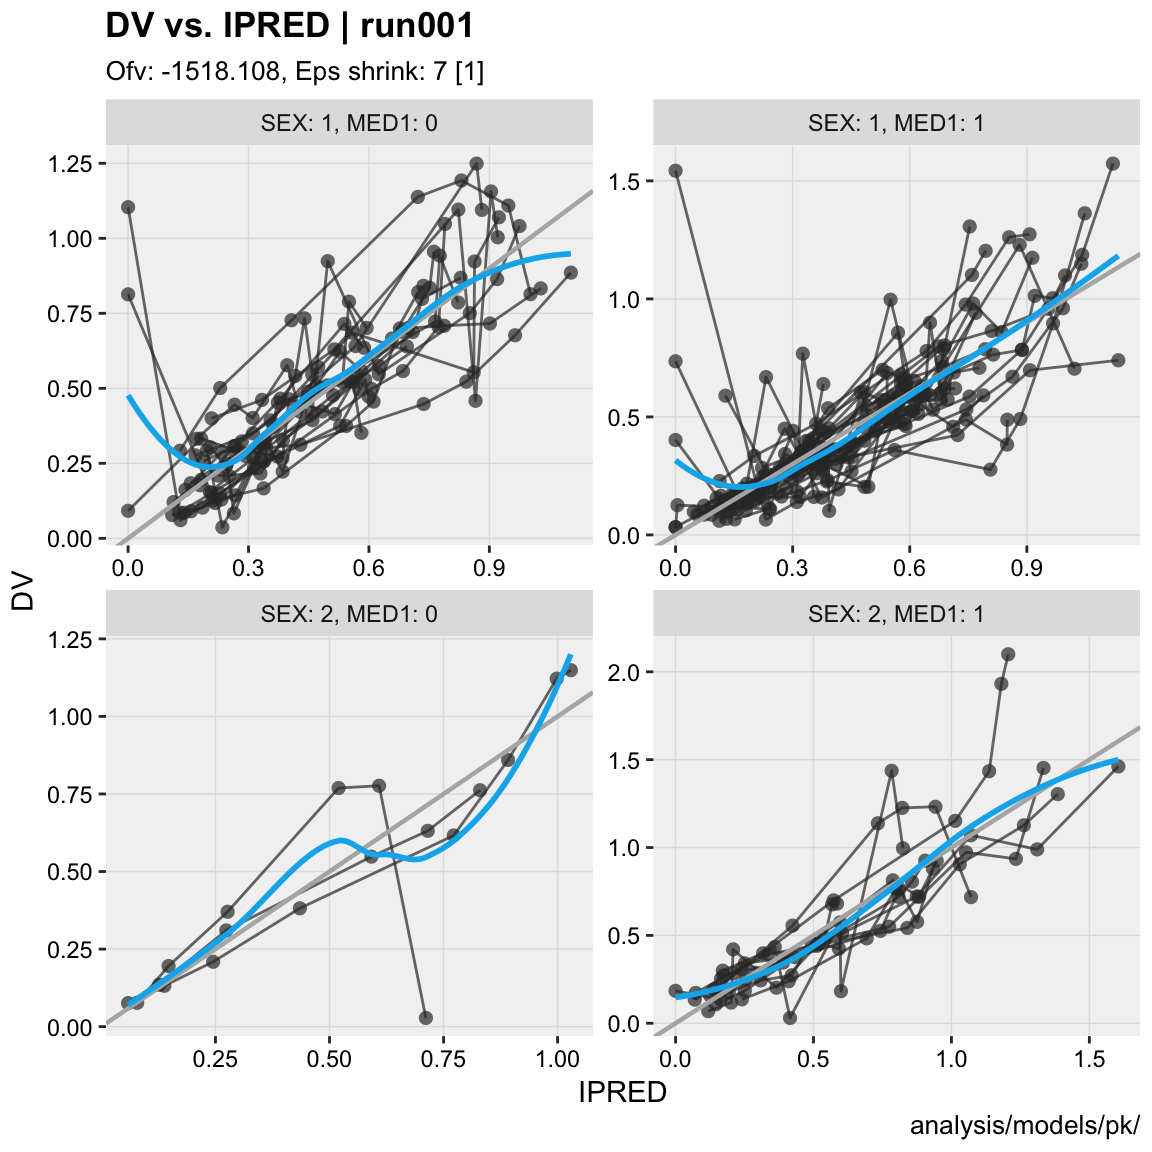 DV vs. IPRED | run001
Ofv: -1518.108, Eps shrink: 7 [1]
SEX: 1, MED1: 0
SEX: 1, MED1: 1
1.25
1.00
0.75
0.50
0.25
0.00
0.0 0.3 0.6 0.9
1.5
1.0
0.5
0.0
0.0 0.3 0.6 0.9
DV
SEX: 2, MED1: 0
SEX: 2, MED1: 1
1.25
1.00
0.75
0.50
0.25
0.00
0.25 0.50 0.75 1.00
2.0
1.5
1.0
0.5
0.0
0.0 0.5 1.0 1.5
IPRED
analysis/models/pk/